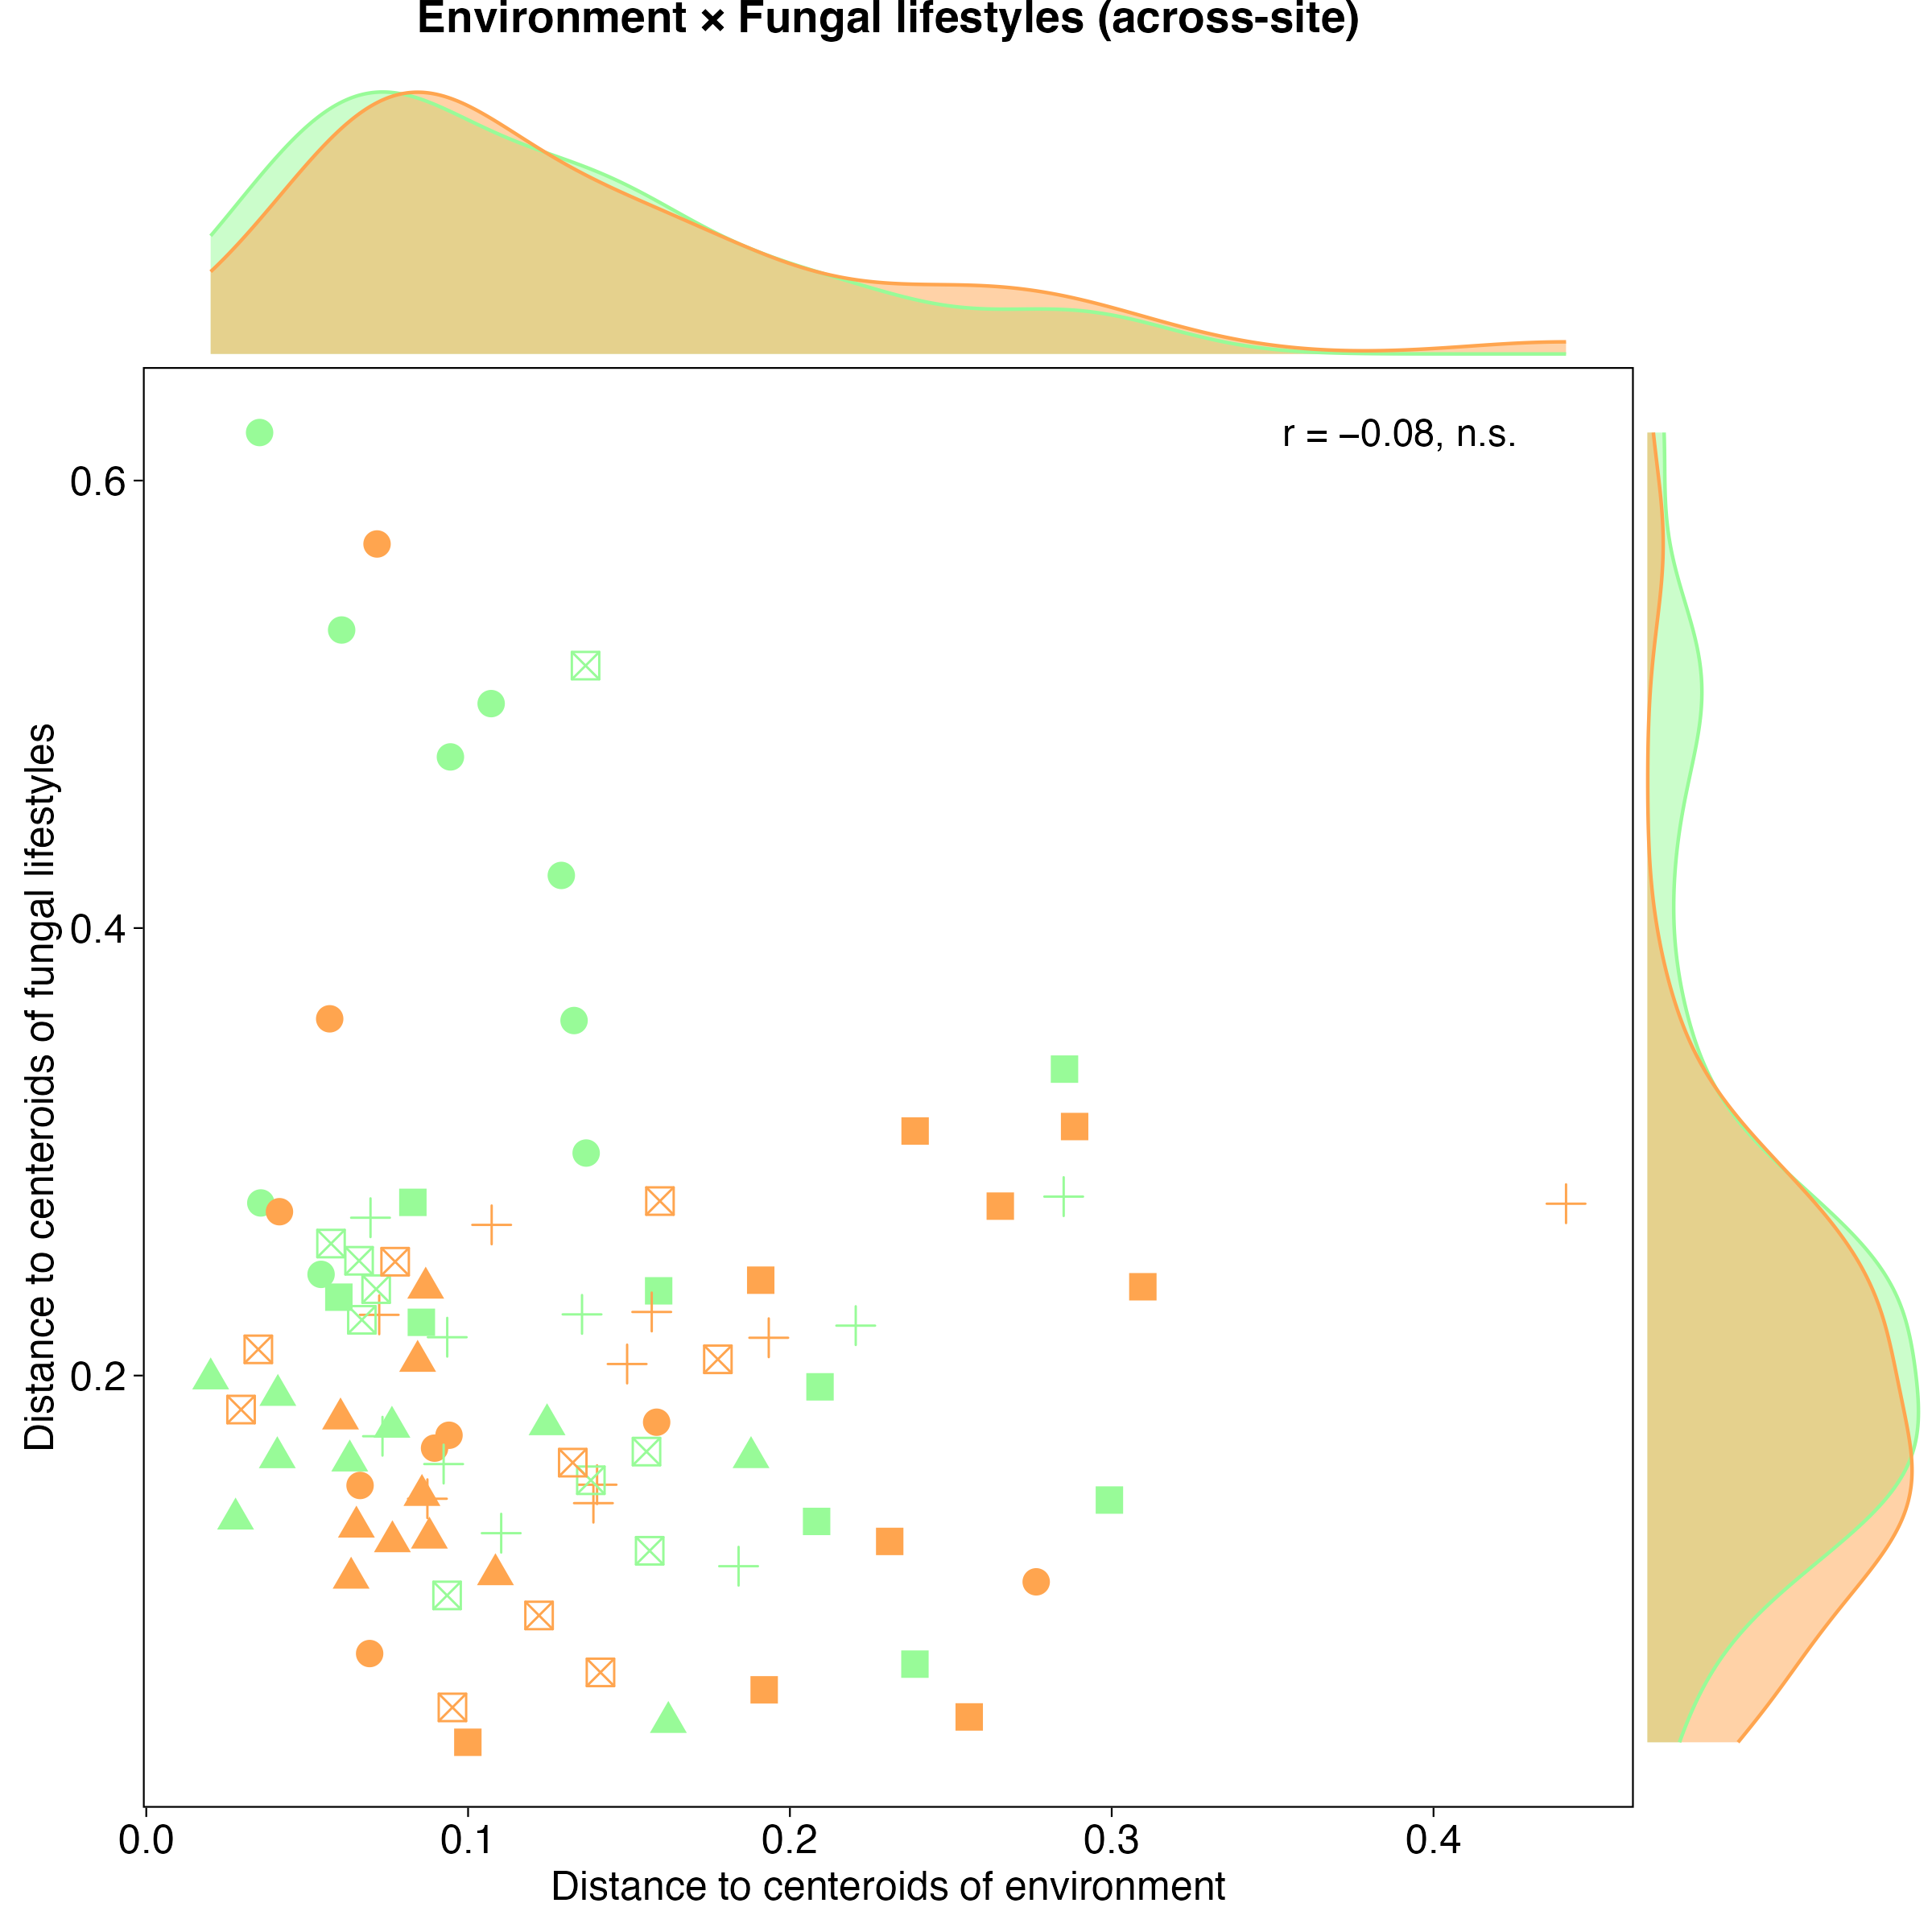 Environment × Fungal lifestyles (across-site)
r = −0.08, n.s.
0.6
0.4
0.2
Distance to centeroids of fungal lifestyles
0.0 0.1 0.2 0.3 0.4
Distance to centeroids of environment